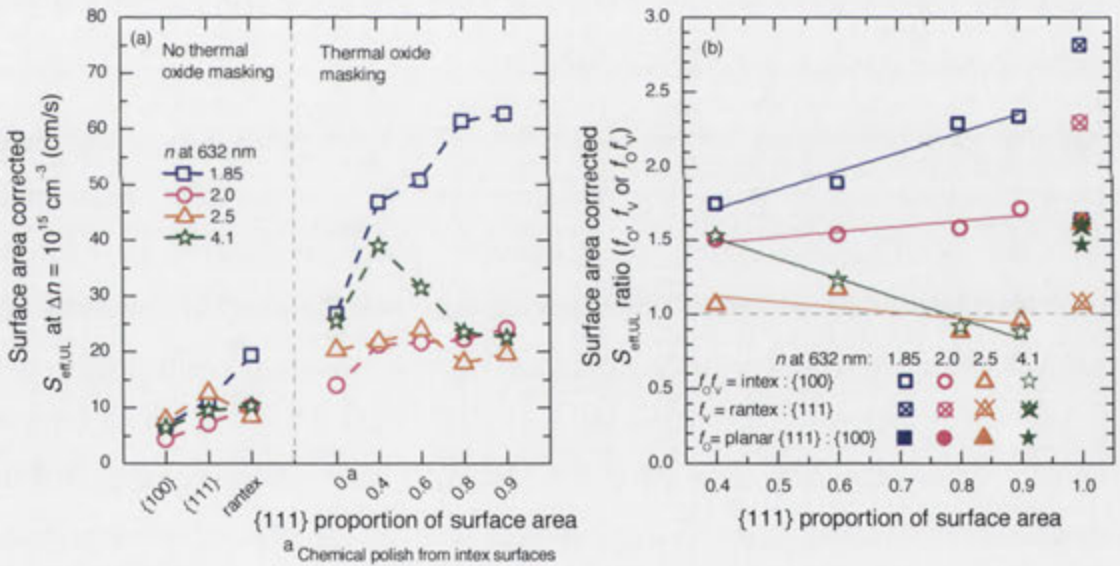 (a)
No thermal
oxide masking
Thermal oxide
masking
n at 632 nm
1.85
2.0
2.5
4.1
80
70
60
50
40
30
20
10
0
Surface area corrected
S_eff,UL at Δn = 10^15 cm^-3 (cm/s)
{100}
{111}
rantex
0 a
0.4
0.6
0.8
0.9
{111} proportion of surface area
a Chemical polish from intex surfaces
(b)
3.0
2.5
2.0
1.5
1.0
0.5
0.0
Surface area corrrected
S_eff,UL ratio (f_O, f_V or f_O f_V)
n at 632 nm: 1.85 2.0 2.5 4.1
f_O f_V = intex : {100}
f_V = rantex : {111}
f_O = planar {111} : {100}
0.4 0.5 0.6 0.7 0.8 0.9 1.0
{111} proportion of surface area